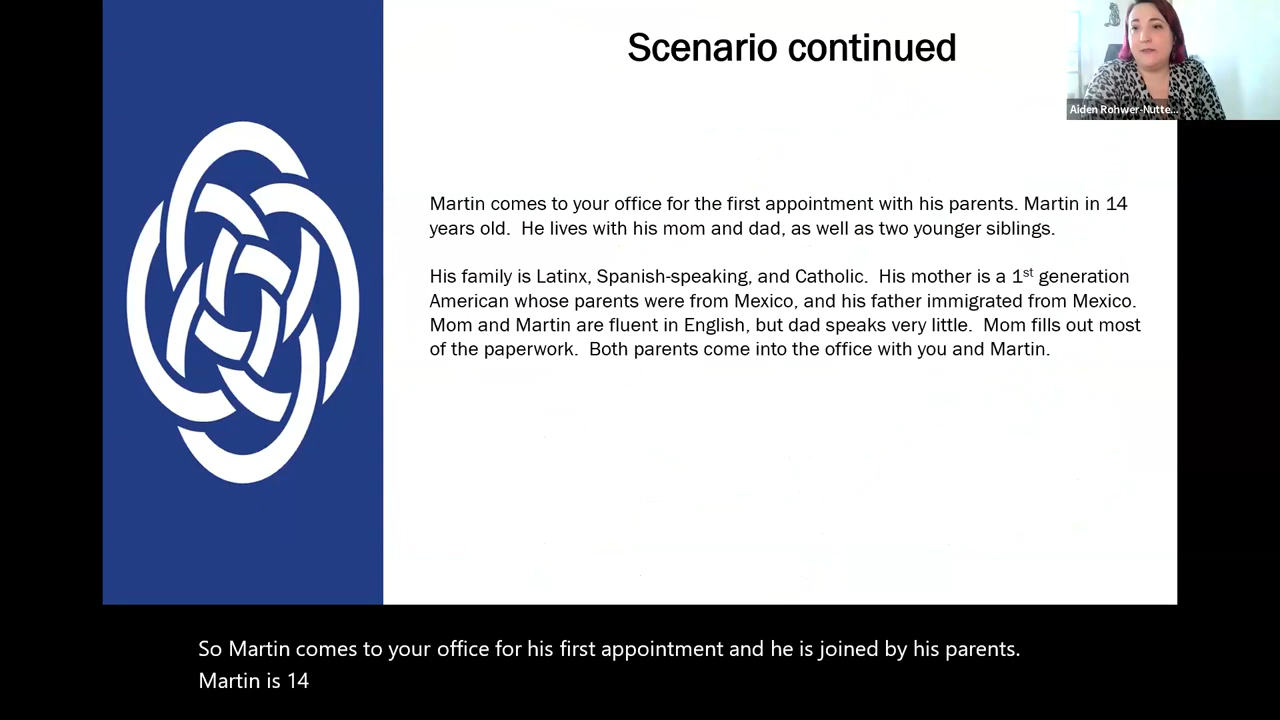 Scenario continued
Aiden Rohwer-Nutte...
Martin comes to your office for the first appointment with his parents. Martin in 14
years old. He lives with his mom and dad, as well as two younger siblings.
His family is Latinx, Spanish-speaking, and Catholic. His mother is a 1st generation
American whose parents were from Mexico, and his father immigrated from Mexico.
Mom and Martin are fluent in English, but dad speaks very little. Mom fills out most
of the paperwork. Both parents come into the office with you and Martin.
So Martin comes to your office for his first appointment and he is joined by his parents.
Martin is 14